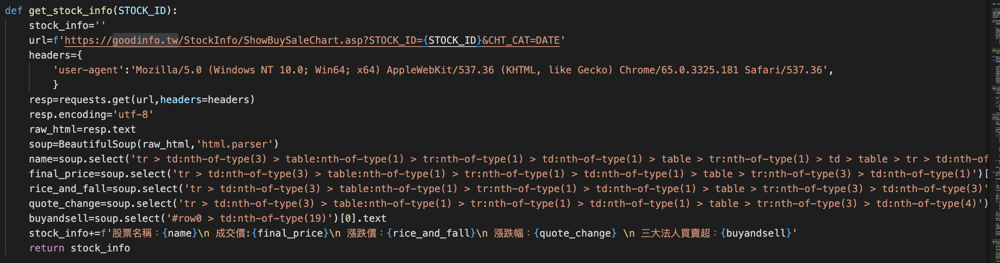 def get_stock_info(STOCK_ID):
    stock_info=''
    url=f'https://goodinfo.tw/StockInfo/ShowBuySaleChart.asp?STOCK_ID={STOCK_ID}&CHT_CAT=DATE'
    headers={
        'user-agent':'Mozilla/5.0 (Windows NT 10.0; Win64; x64) AppleWebKit/537.36 (KHTML, like Gecko) Chrome/65.0.3325.181 Safari/537.36',
        }
    resp=requests.get(url,headers=headers)
    resp.encoding='utf-8'
    raw_html=resp.text
    soup=BeautifulSoup(raw_html,'html.parser')
    name=soup.select('tr > td:nth-of-type(3) > table:nth-of-type(1) > tr:nth-of-type(1) > td:nth-of-type(1) > table > tr:nth-of-type(1) > td > table > tr > td:nth-of
    final_price=soup.select('tr > td:nth-of-type(3) > table:nth-of-type(1) > tr:nth-of-type(1) > td:nth-of-type(1) > table > tr:nth-of-type(3) > td:nth-of-type(1)')[
    rice_and_fall=soup.select('tr > td:nth-of-type(3) > table:nth-of-type(1) > tr:nth-of-type(1) > td:nth-of-type(1) > table > tr:nth-of-type(3) > td:nth-of-type(3)'
    quote_change=soup.select('tr > td:nth-of-type(3) > table:nth-of-type(1) > tr:nth-of-type(1) > td:nth-of-type(1) > table > tr:nth-of-type(3) > td:nth-of-type(4)')
    buyandsell=soup.select('#row0 > td:nth-of-type(19)')[0].text
    stock_info+=f'股票名稱：{name}\n 成交價:{final_price}\n 漲跌價：{rice_and_fall}\n 漲跌幅：{quote_change} \n 三大法人買賣超：{buyandsell}'
    return stock_info